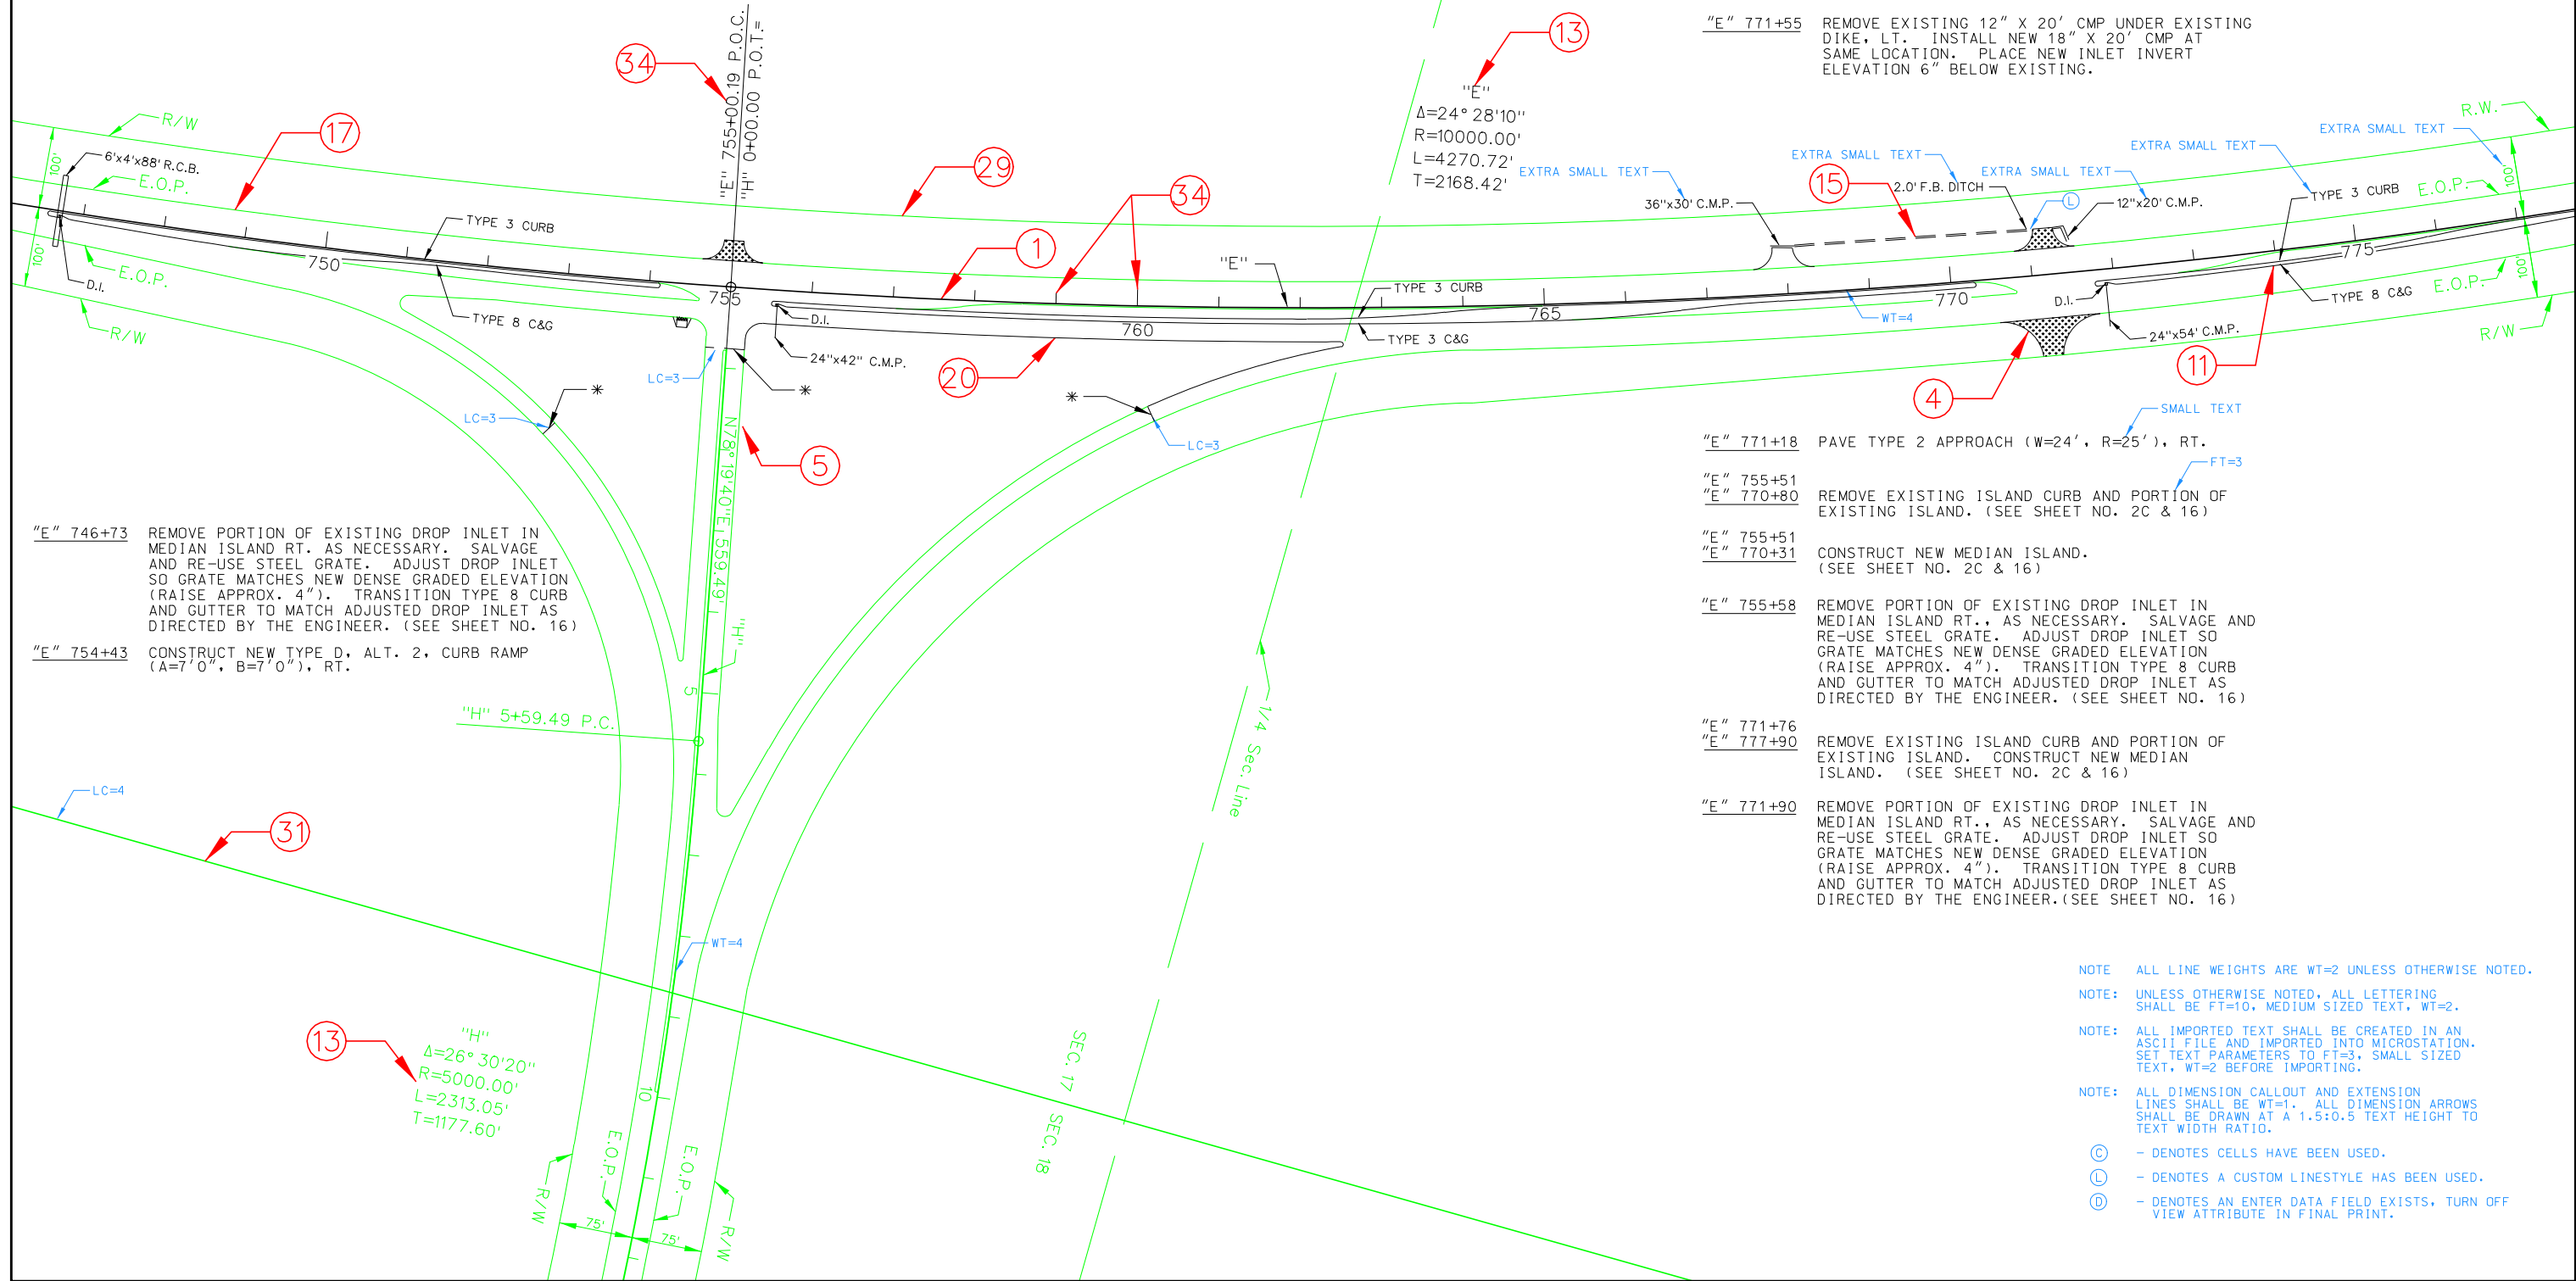 "E" 771+55 REMOVE EXISTING 12" X 20' CMP UNDER EXISTING
DIKE, LT. INSTALL NEW 18" X 20' CMP AT
SAME LOCATION. PLACE NEW INLET INVERT
ELEVATION 6" BELOW EXISTING.
13
34
"E" 755+00.19 P.O.C.
"H" 0+00.00 P.O.T.=
"E"
Δ=24°28'10"
R=10000.00'
L=4270.72'
T=2168.42'
R/W
17
6'x4'x88' R.C.B.
E.O.P.
100'
100'
29
34
1
EXTRA SMALL TEXT
EXTRA SMALL TEXT
EXTRA SMALL TEXT
EXTRA SMALL TEXT
EXTRA SMALL TEXT
R.W.
15
2.0' F.B. DITCH
L
12"x20' C.M.P.
36"x30' C.M.P.
TYPE 3 CURB
E.O.P.
100'
100'
TYPE 3 CURB
750
E.O.P.
D.I.
R/W
TYPE 8 C&G
755
"E"
TYPE 3 CURB
D.I.
760
765
770
775
TYPE 3 C&G
WT=4
D.I.
TYPE 8 C&G
E.O.P.
R/W
24"x54' C.M.P.
24"x42" C.M.P.
LC=3
*
20
*
*
LC=3
LC=3
11
4
5
N78°19'40"E 559.49'
"H"
SMALL TEXT
"E" 771+18 PAVE TYPE 2 APPROACH (W=24', R=25'), RT.
FT=3
"E" 755+51
"E" 770+80 REMOVE EXISTING ISLAND CURB AND PORTION OF
EXISTING ISLAND. (SEE SHEET NO. 2C & 16)
"E" 755+51
"E" 770+31 CONSTRUCT NEW MEDIAN ISLAND.
(SEE SHEET NO. 2C & 16)
"E" 755+58 REMOVE PORTION OF EXISTING DROP INLET IN
MEDIAN ISLAND RT., AS NECESSARY. SALVAGE AND
RE-USE STEEL GRATE. ADJUST DROP INLET SO
GRATE MATCHES NEW DENSE GRADED ELEVATION
(RAISE APPROX. 4"). TRANSITION TYPE 8 CURB
AND GUTTER TO MATCH ADJUSTED DROP INLET AS
DIRECTED BY THE ENGINEER. (SEE SHEET NO. 16)
"E" 771+76
"E" 777+90 REMOVE EXISTING ISLAND CURB AND PORTION OF
EXISTING ISLAND. CONSTRUCT NEW MEDIAN
ISLAND. (SEE SHEET NO. 2C & 16)
"E" 771+90 REMOVE PORTION OF EXISTING DROP INLET IN
MEDIAN ISLAND RT., AS NECESSARY. SALVAGE AND
RE-USE STEEL GRATE. ADJUST DROP INLET SO
GRATE MATCHES NEW DENSE GRADED ELEVATION
(RAISE APPROX. 4"). TRANSITION TYPE 8 CURB
AND GUTTER TO MATCH ADJUSTED DROP INLET AS
DIRECTED BY THE ENGINEER.(SEE SHEET NO. 16)
"E" 746+73 REMOVE PORTION OF EXISTING DROP INLET IN
MEDIAN ISLAND RT. AS NECESSARY. SALVAGE
AND RE-USE STEEL GRATE. ADJUST DROP INLET
SO GRATE MATCHES NEW DENSE GRADED ELEVATION
(RAISE APPROX. 4"). TRANSITION TYPE 8 CURB
AND GUTTER TO MATCH ADJUSTED DROP INLET AS
DIRECTED BY THE ENGINEER. (SEE SHEET NO. 16)
"E" 754+43 CONSTRUCT NEW TYPE D, ALT. 2, CURB RAMP
(A=7'0", B=7'0"), RT.
5
"H" 5+59.49 P.C.
1/4 Sec. Line
LC=4
31
WT=4
13
"H"
Δ=26°30'20"
R=5000.00'
L=2313.05'
T=1177.60'
10
SEC. 17
SEC. 18
E.O.P.
E.O.P.
R/W
R/W
75'
75'
NOTE ALL LINE WEIGHTS ARE WT=2 UNLESS OTHERWISE NOTED.
NOTE: UNLESS OTHERWISE NOTED, ALL LETTERING
SHALL BE FT=10, MEDIUM SIZED TEXT, WT=2.
NOTE: ALL IMPORTED TEXT SHALL BE CREATED IN AN
ASCII FILE AND IMPORTED INTO MICROSTATION.
SET TEXT PARAMETERS TO FT=3, SMALL SIZED
TEXT, WT=2 BEFORE IMPORTING.
NOTE: ALL DIMENSION CALLOUT AND EXTENSION
LINES SHALL BE WT=1. ALL DIMENSION ARROWS
SHALL BE DRAWN AT A 1.5:0.5 TEXT HEIGHT TO
TEXT WIDTH RATIO.
C - DENOTES CELLS HAVE BEEN USED.
L - DENOTES A CUSTOM LINESTYLE HAS BEEN USED.
D - DENOTES AN ENTER DATA FIELD EXISTS, TURN OFF
VIEW ATTRIBUTE IN FINAL PRINT.